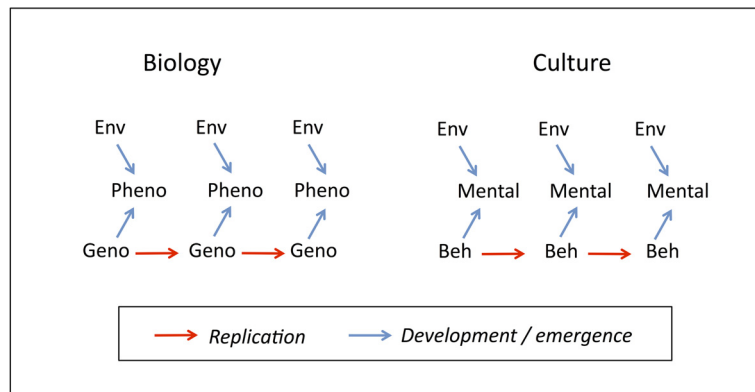 Biology Culture
Env Env Env Env Env Env
Pheno Pheno Pheno Mental Mental Mental
Geno Geno Geno Beh Beh Beh
Replication Development / emergence